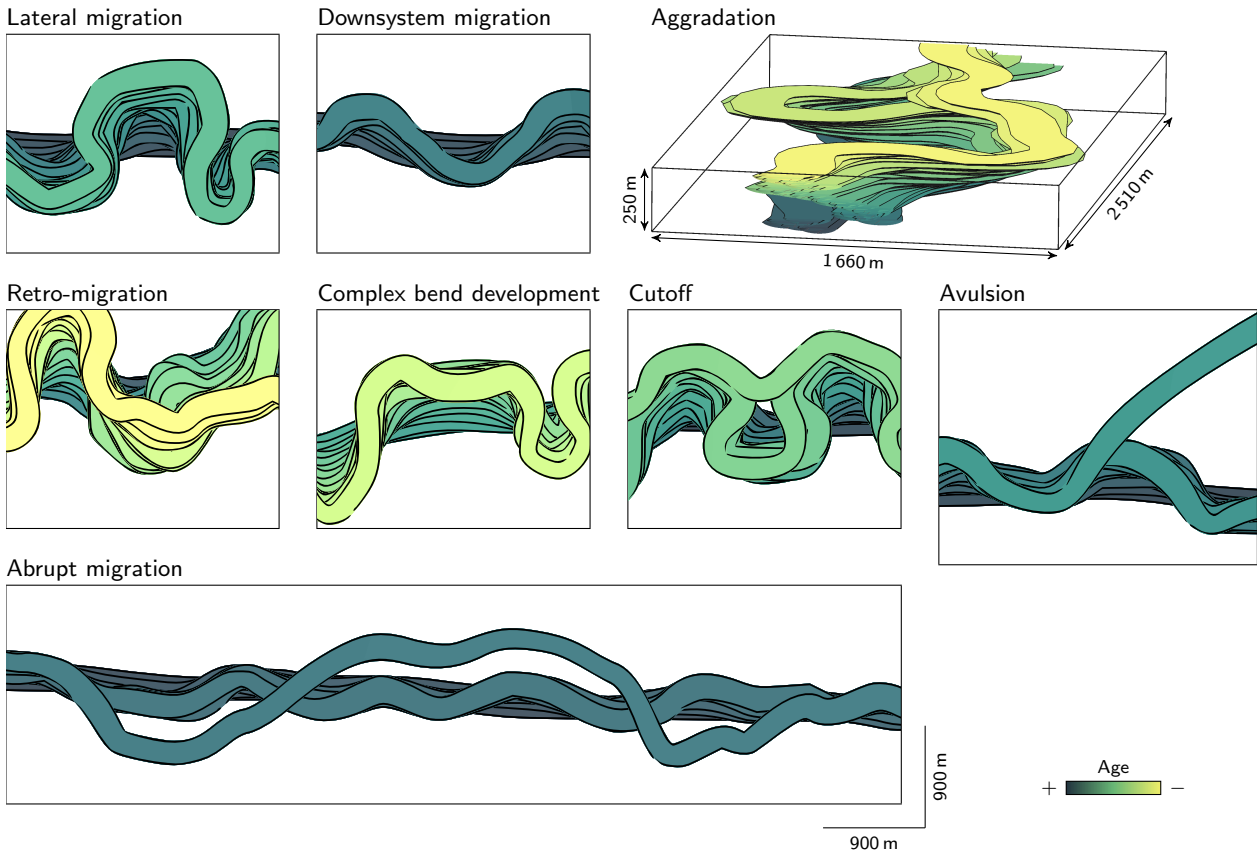 Lateral migration
Downsystem migration
Aggradation
250 m
1 660 m
2 510 m
Retro-migration
Complex bend development
Cutoff
Avulsion
Abrupt migration
900 m
900 m
Age
+ −